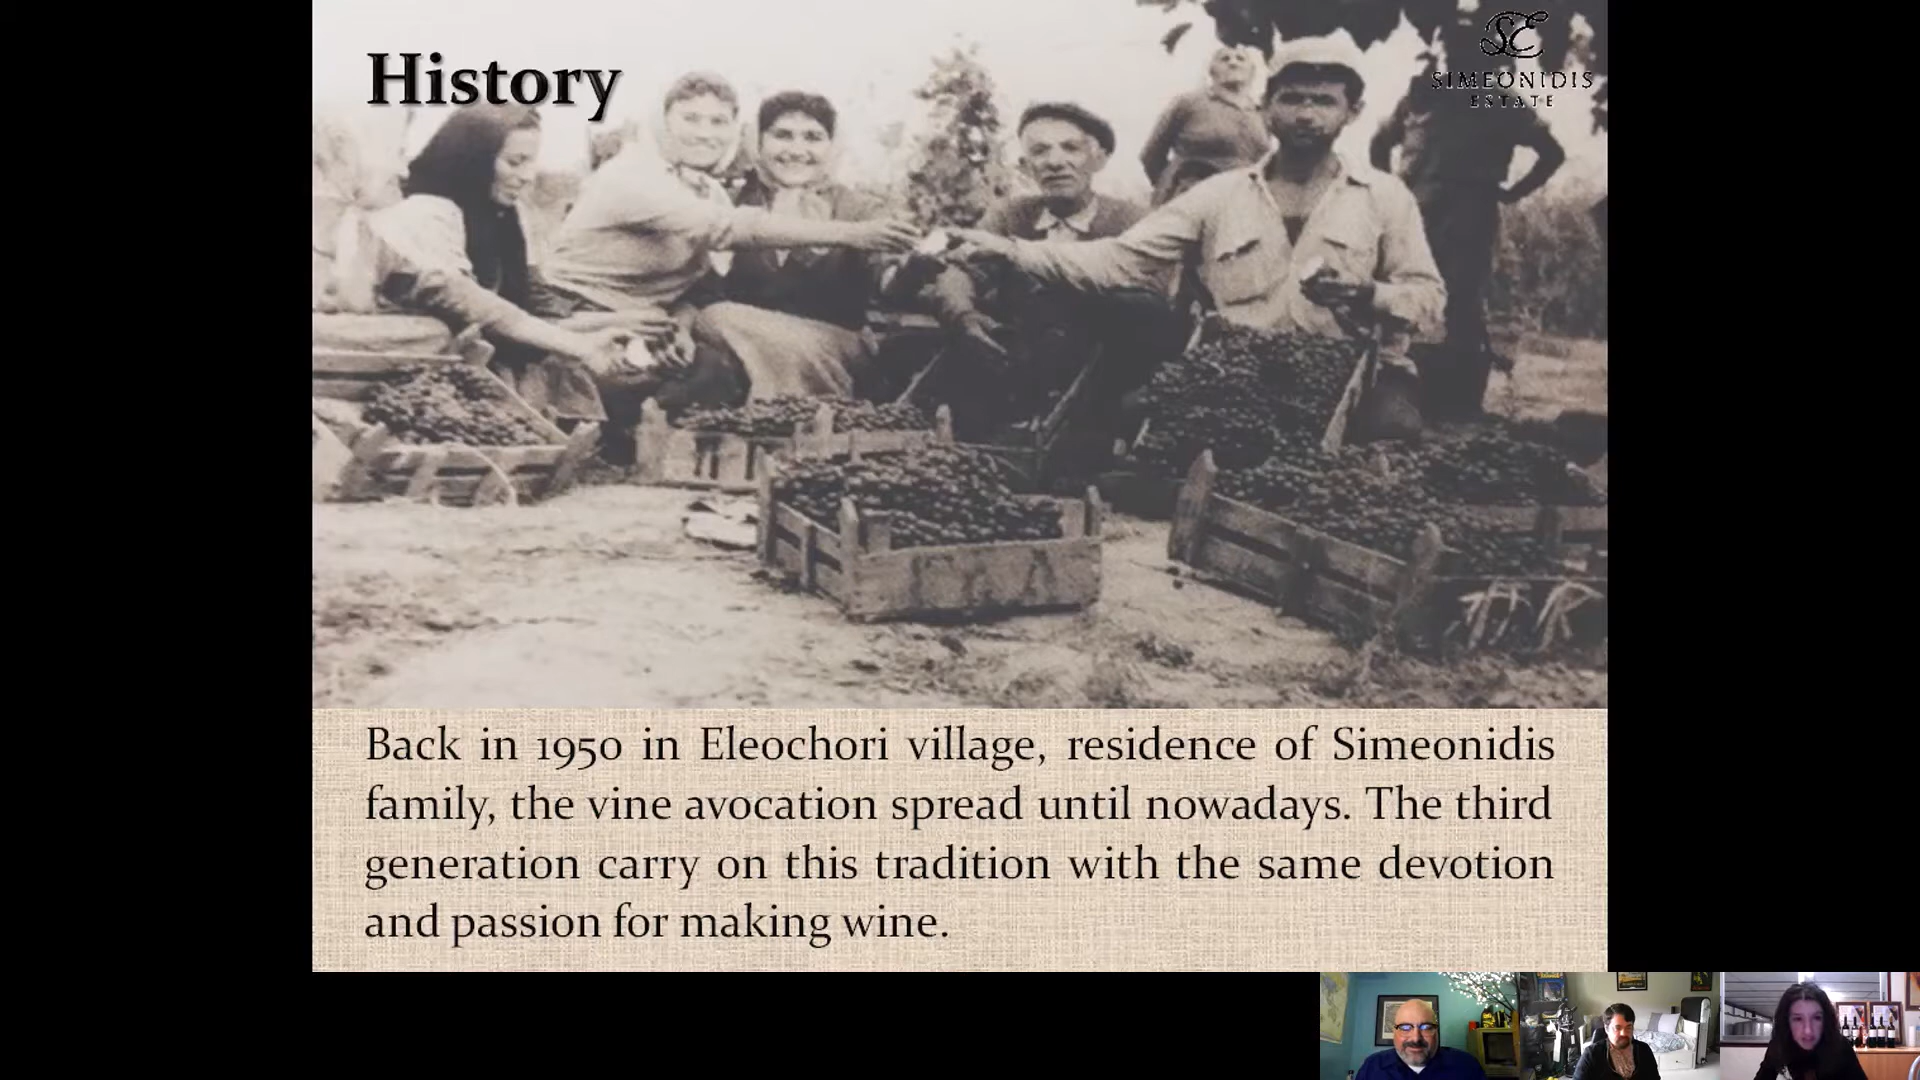 History
SE
SIMEONIDIS
ESTATE
Back in 1950 in Eleochori village, residence of Simeonidis
family, the vine avocation spread until nowadays. The third
generation carry on this tradition with the same devotion
and passion for making wine.